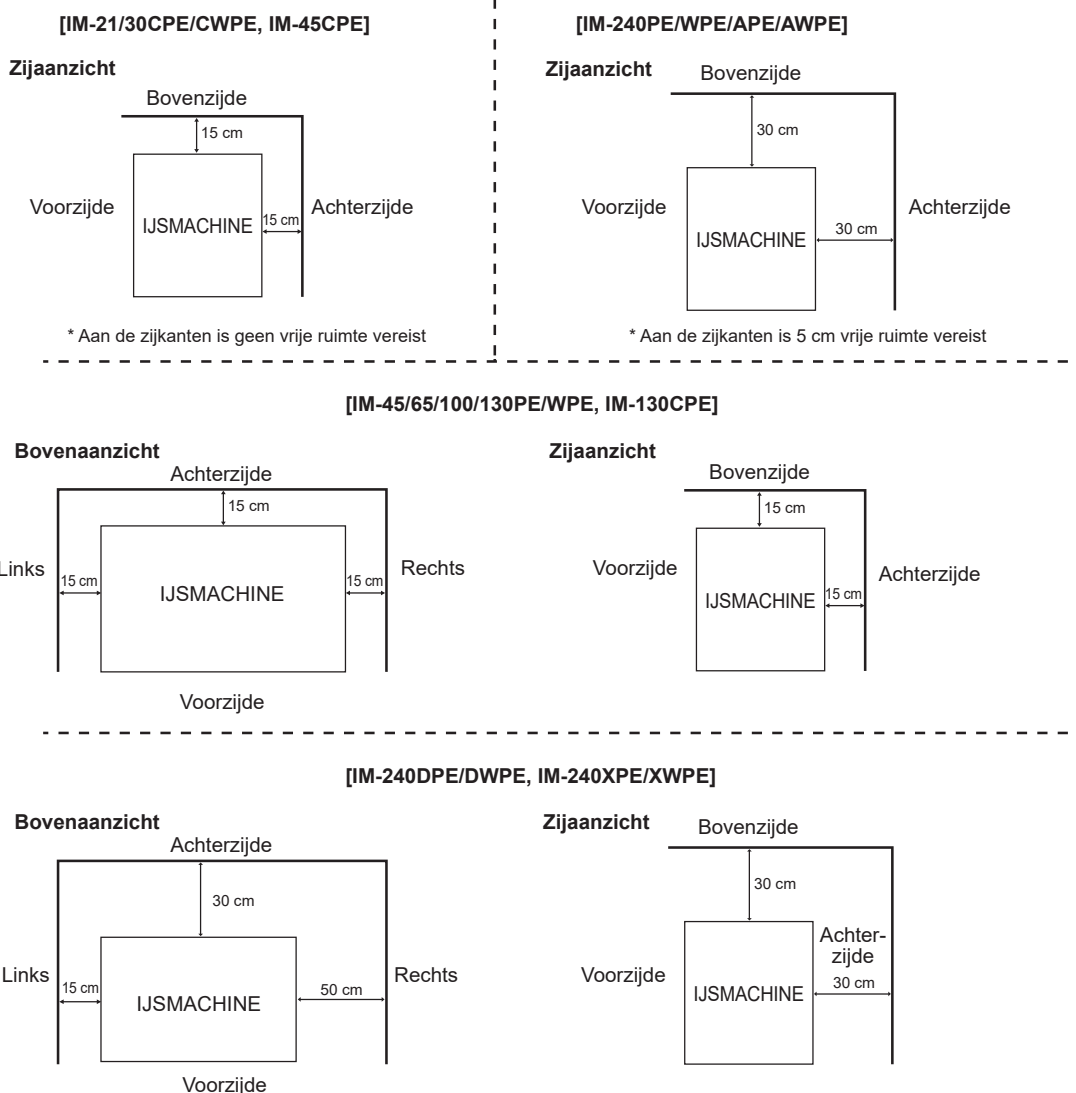 [IM-21/30CPE/CWPE, IM-45CPE]
Zijaanzicht
Bovenzijde
15 cm
Voorzijde
IJSMACHINE
15 cm
Achterzijde
* Aan de zijkanten is geen vrije ruimte vereist
[IM-240PE/WPE/APE/AWPE]
Zijaanzicht
Bovenzijde
30 cm
Voorzijde
IJSMACHINE
30 cm
Achterzijde
* Aan de zijkanten is 5 cm vrije ruimte vereist
[IM-45/65/100/130PE/WPE, IM-130CPE]
Bovenaanzicht
Achterzijde
15 cm
Links
15 cm
IJSMACHINE
15 cm
Rechts
Voorzijde
Zijaanzicht
Bovenzijde
15 cm
Voorzijde
IJSMACHINE
15 cm
Achterzijde
[IM-240DPE/DWPE, IM-240XPE/XWPE]
Bovenaanzicht
Achterzijde
30 cm
Links
15 cm
IJSMACHINE
50 cm
Rechts
Voorzijde
Zijaanzicht
Bovenzijde
30 cm
Voorzijde
IJSMACHINE
Achter-
zijde
30 cm